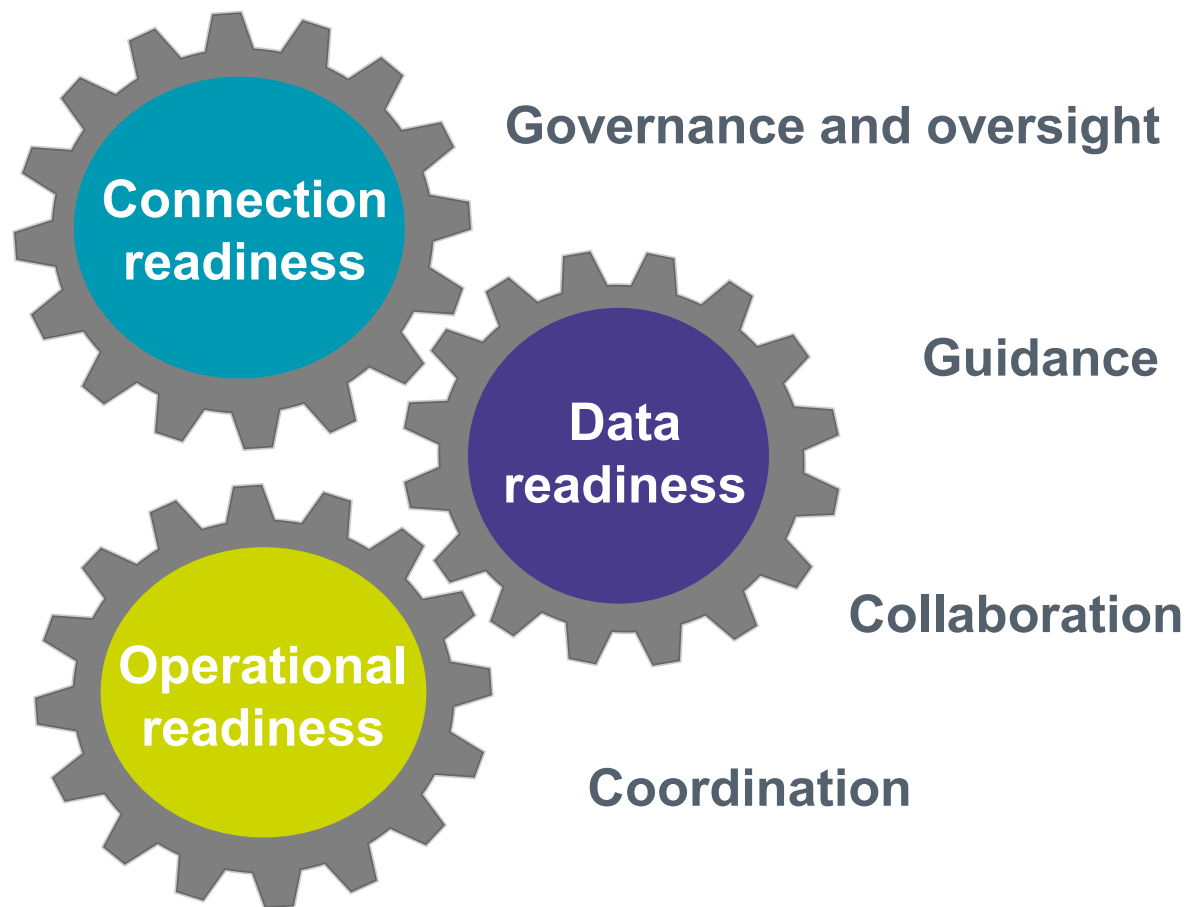 Governance and oversight
Connection
readiness
Guidance
Data
readiness
Collaboration
Operational
readiness
Coordination